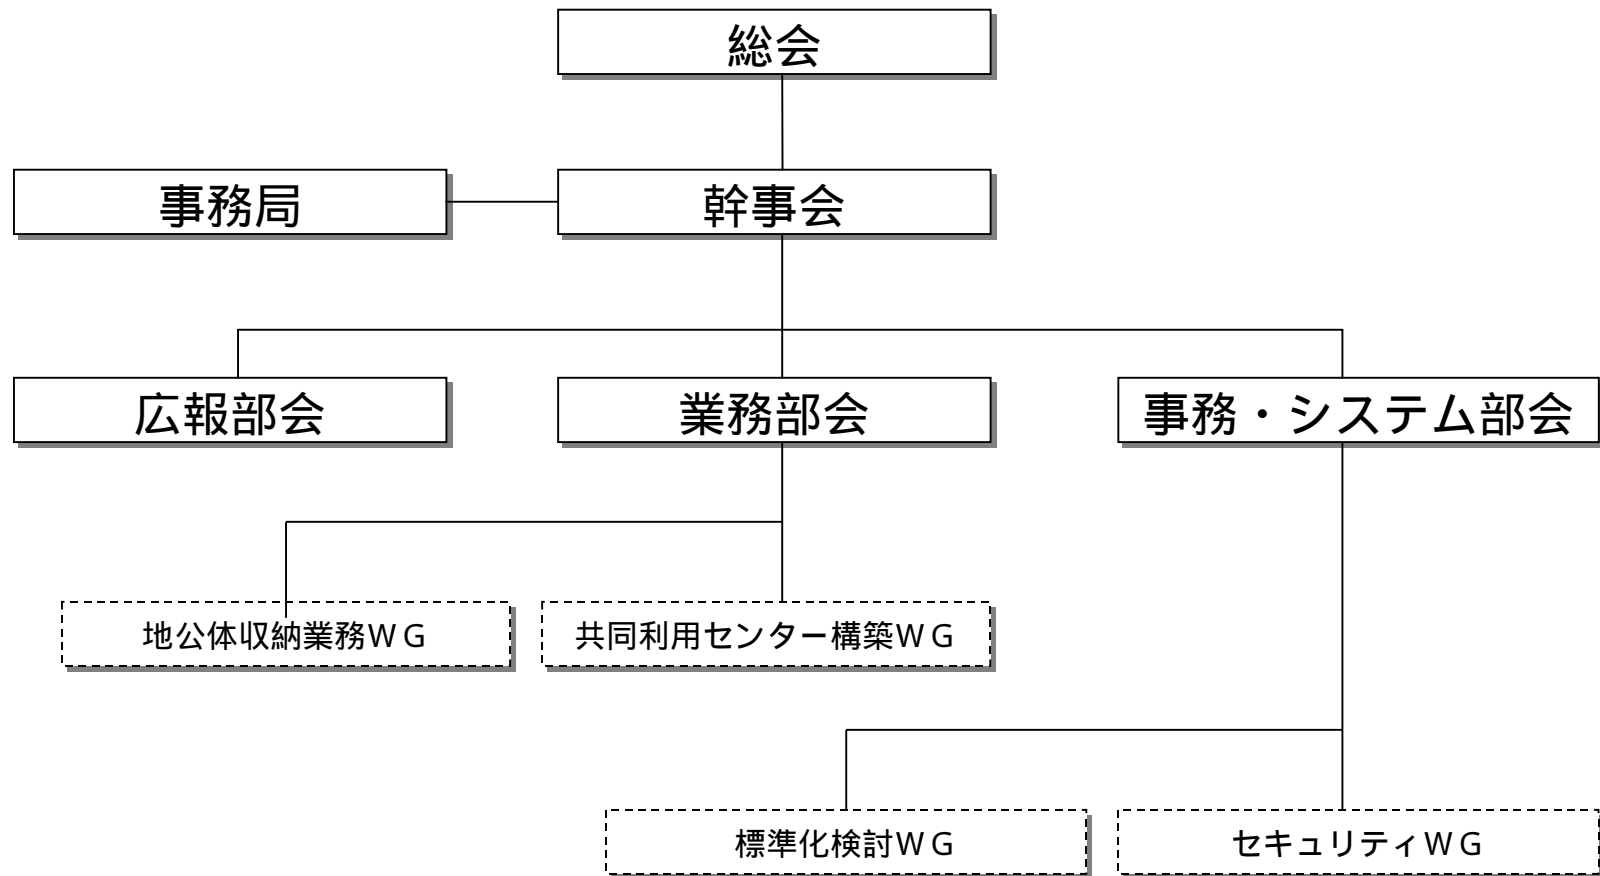 総会
事務局
幹事会
広報部会
業務部会
事務・システム部会
地公体収納業務ＷＧ
共同利用センター構築ＷＧ
標準化検討ＷＧ
セキュリティＷＧ